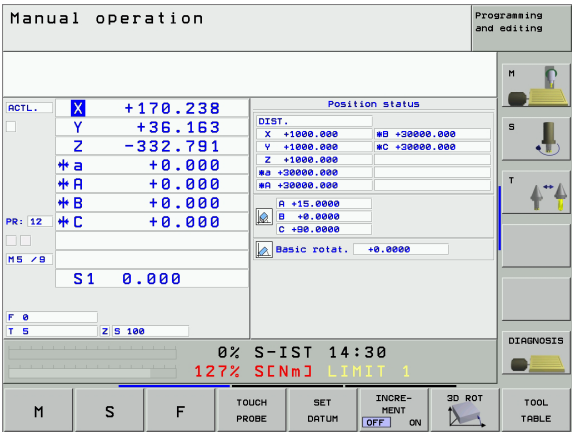 Manual operation
Programming
and editing
ACTL.
X +170.238
Y +36.163
Z -332.791
a +0.000
A +0.000
B +0.000
C +0.000
PR: 12
M5 /9
S1 0.000
F 0
T 5 Z S 100
Position status
DIST.
X +1000.000 *B +30000.000
Y +1000.000 *C +30000.000
Z +1000.000
*a +30000.000
*A +30000.000
A +15.0000
B +0.0000
C +90.0000
Basic rotat. +0.0000
M
S
T
DIAGNOSIS
0% S-IST 14:30
127% S[Nm] LIMIT 1
M
S
F
TOUCH
PROBE
SET
DATUM
INCRE-
MENT
OFF ON
3D ROT
TOOL
TABLE